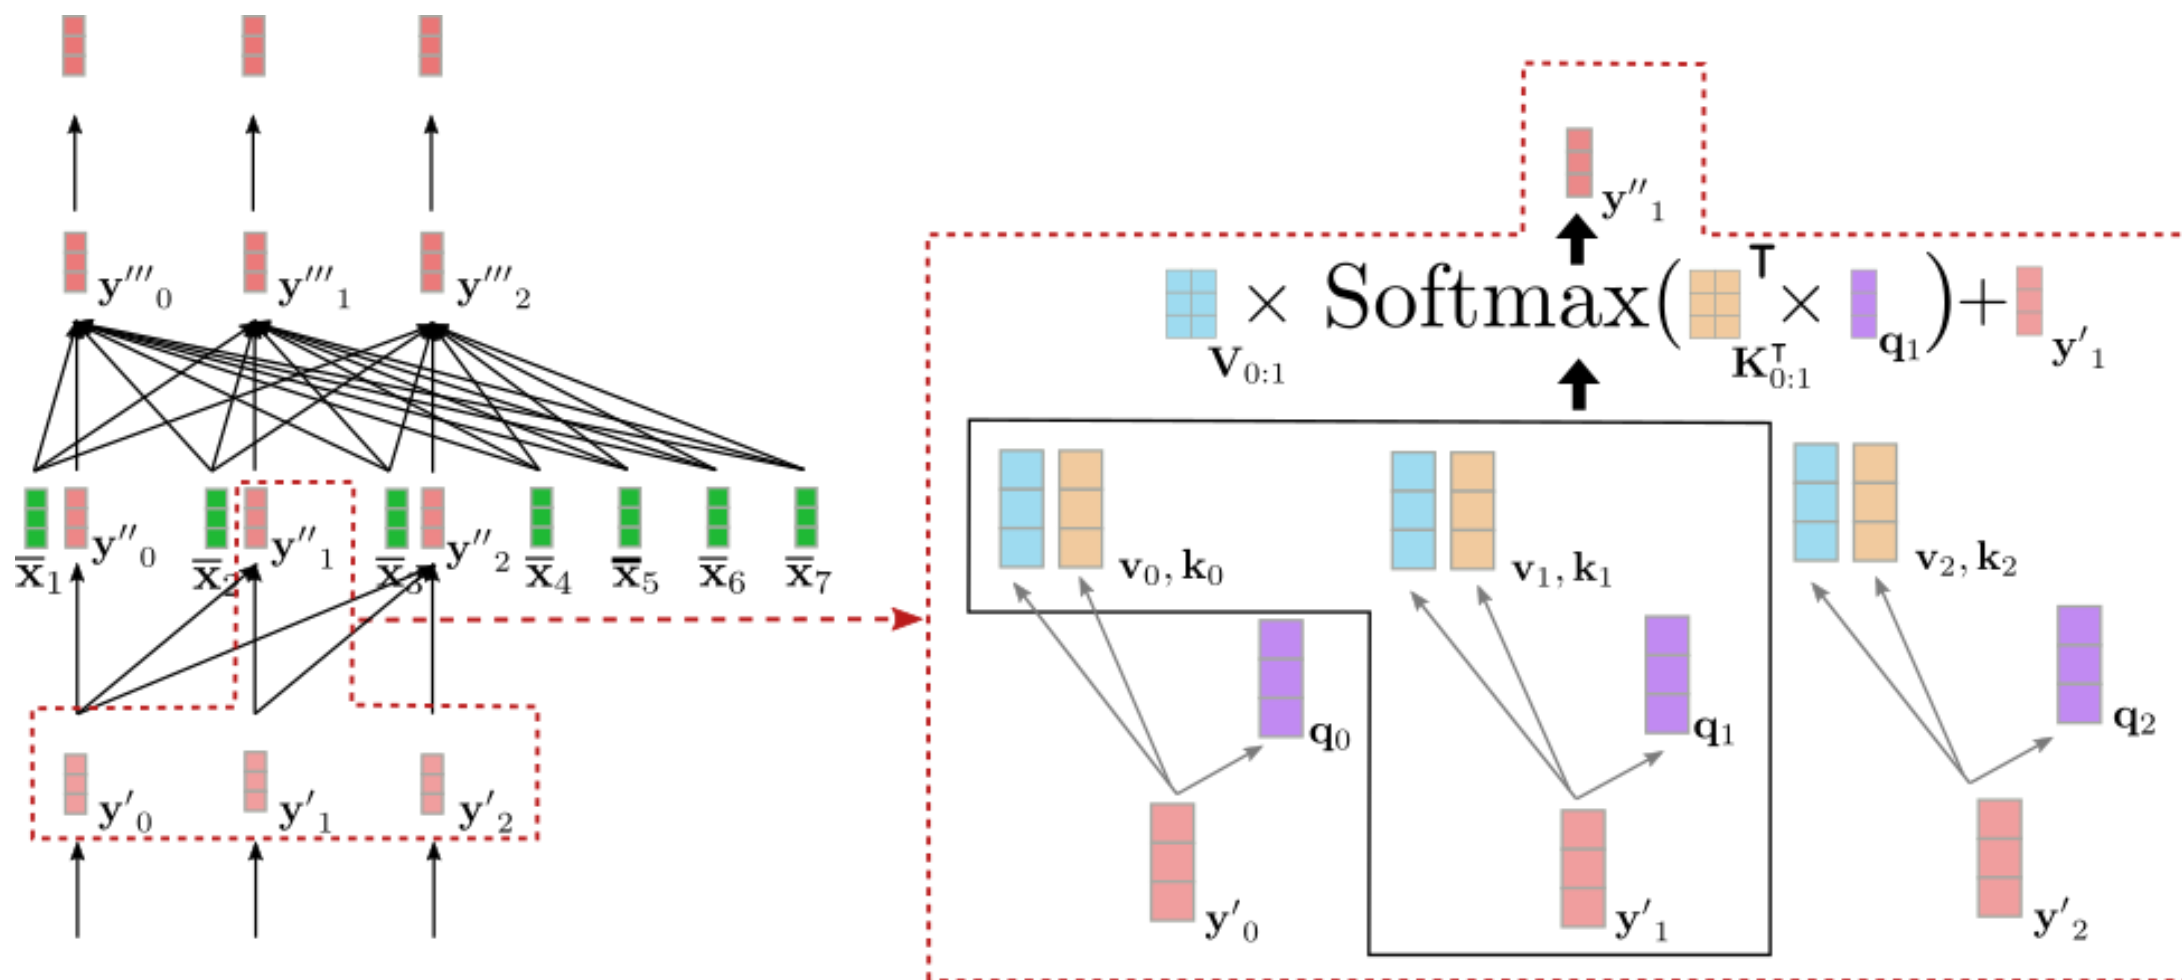 y′′′0 y′′′1 y′′′2
x̅1 y′′0 x̅2 y′′1 x̅3 y′′2 x̅4 x̅5 x̅6 x̅7
y′0 y′1 y′2
y′′1
× Softmax( ⊤ × ) +
V0:1 K⊤0:1 q1 y′1
v0, k0 v1, k1 v2, k2
q0 q1 q2
y′0 y′1 y′2